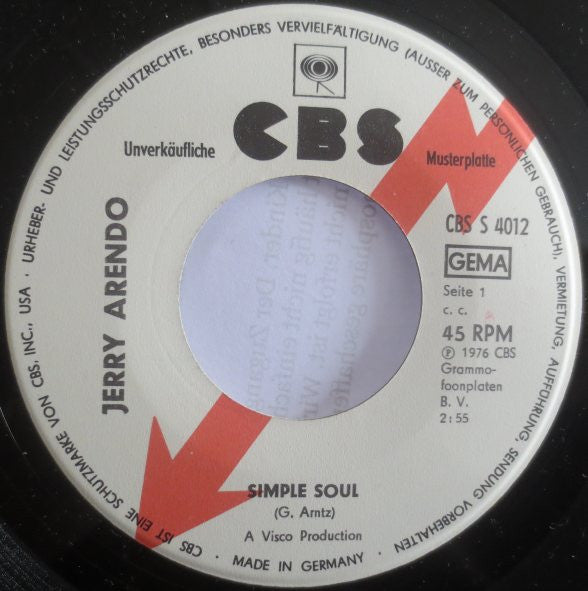 URHEBER- UND LEISTUNGSSCHUTZRECHTE, BESONDERS VERVIELFÄLTIGUNG (AUSSER ZUM PERSÖNLICHEN GEBRAUCH), VERMIETUNG, AUFFÜHRUNG, SENDUNG VORBEHALTEN
CBS
Unverkäufliche
Musterplatte
CBS S 4012
GEMA
Seite 1
c. c.
45 RPM
Ⓟ 1976 CBS
Grammo-
foonplaten
B. V.
2:55
JERRY ARENDO
SIMPLE SOUL
(G. Arntz)
A Visco Production
· MADE IN GERMANY ·
CBS IST EINE SCHUTZMARKE VON CBS, INC., USA ·